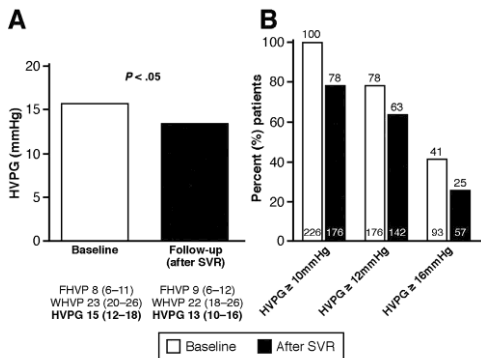 A
B
P < .05
HVPG (mmHg)
20
15
10
5
0
Baseline
Follow-up
(after SVR)
FHVP 8 (6–11)
WHVP 23 (20–26)
HVPG 15 (12–18)
FHVP 9 (6–12)
WHVP 22 (18–26)
HVPG 13 (10–16)
Percent (%) patients
100
80
60
40
20
0
100
78
78
63
41
25
226
176
176
142
93
57
HVPG ≥ 10mmHg
HVPG ≥ 12mmHg
HVPG ≥ 16mmHg
Baseline
After SVR